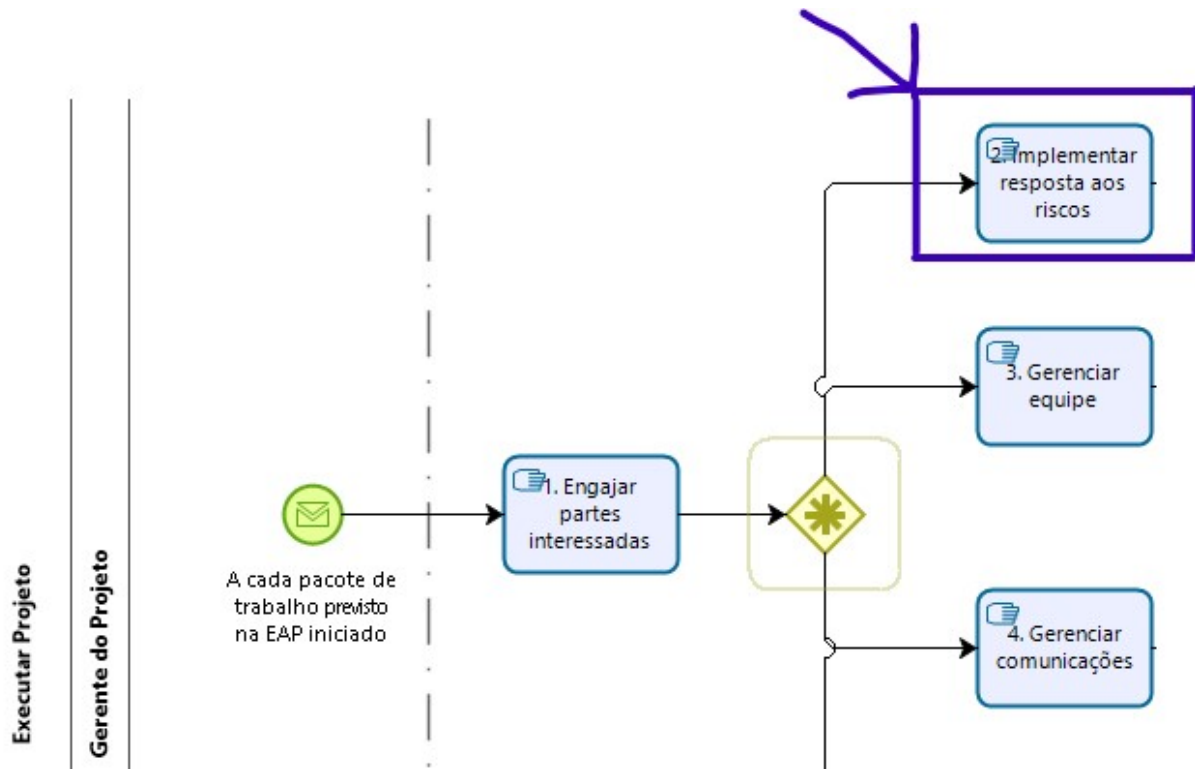 Executar Projeto
Gerente do Projeto
A cada pacote de
trabalho previsto
na EAP iniciado
1. Engajar
partes
interessadas
2. Implementar
resposta aos
riscos
3. Gerenciar
equipe
4. Gerenciar
comunicações